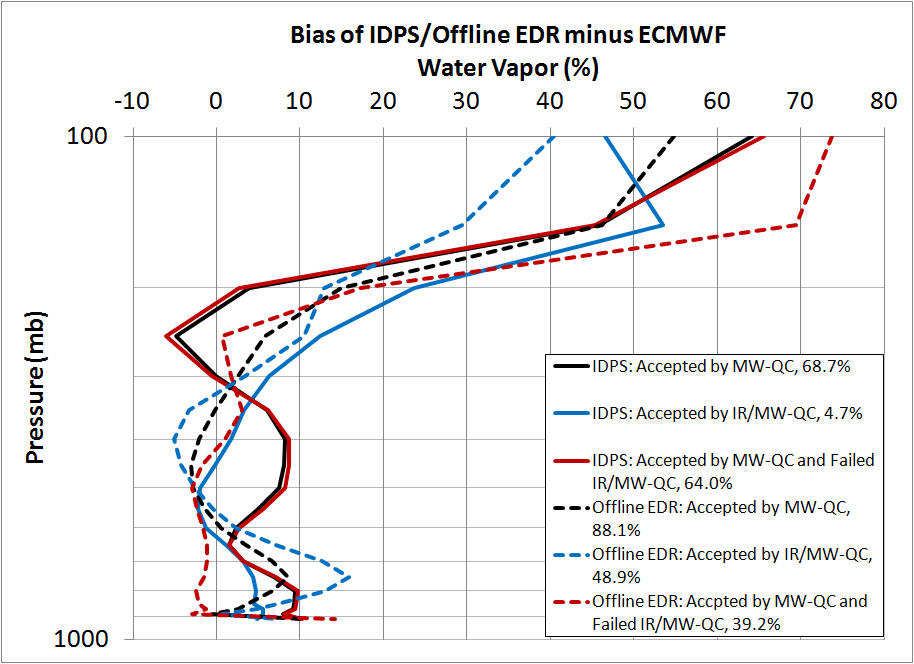 Bias of IDPS/Offline EDR minus ECMWF
Water Vapor (%)
-10 0 10 20 30 40 50 60 70 80
100
Pressure (mb)
IDPS: Accepted by MW-QC, 68.7%
IDPS: Accepted by IR/MW-QC, 4.7%
IDPS: Accepted by MW-QC and Failed
IR/MW-QC, 64.0%
Offline EDR: Accepted by MW-QC,
88.1%
Offline EDR: Accepted by IR/MW-QC,
48.9%
Offline EDR: Accpted by MW-QC and
Failed IR/MW-QC, 39.2%
1000